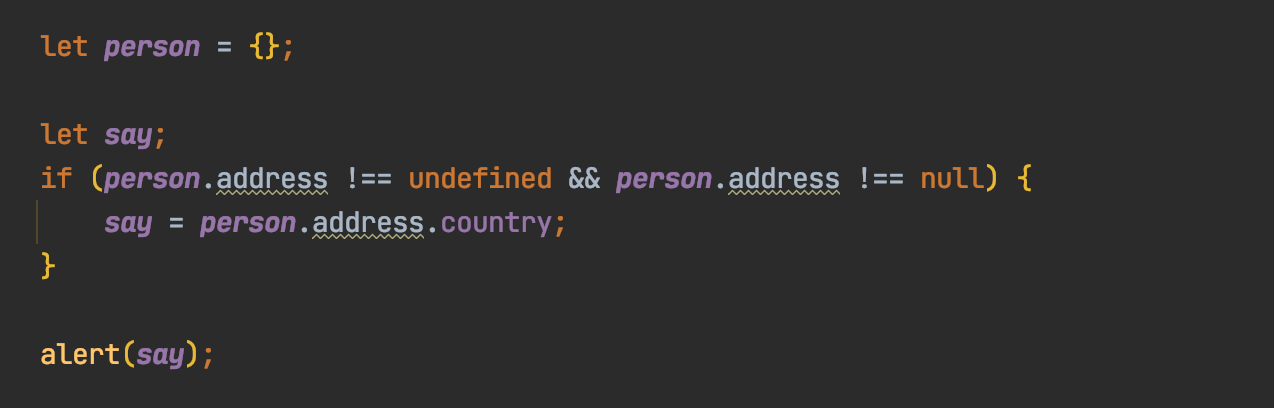 let person = {};
let say;
if (person.address !== undefined && person.address !== null) {
    say = person.address.country;
}
alert(say);